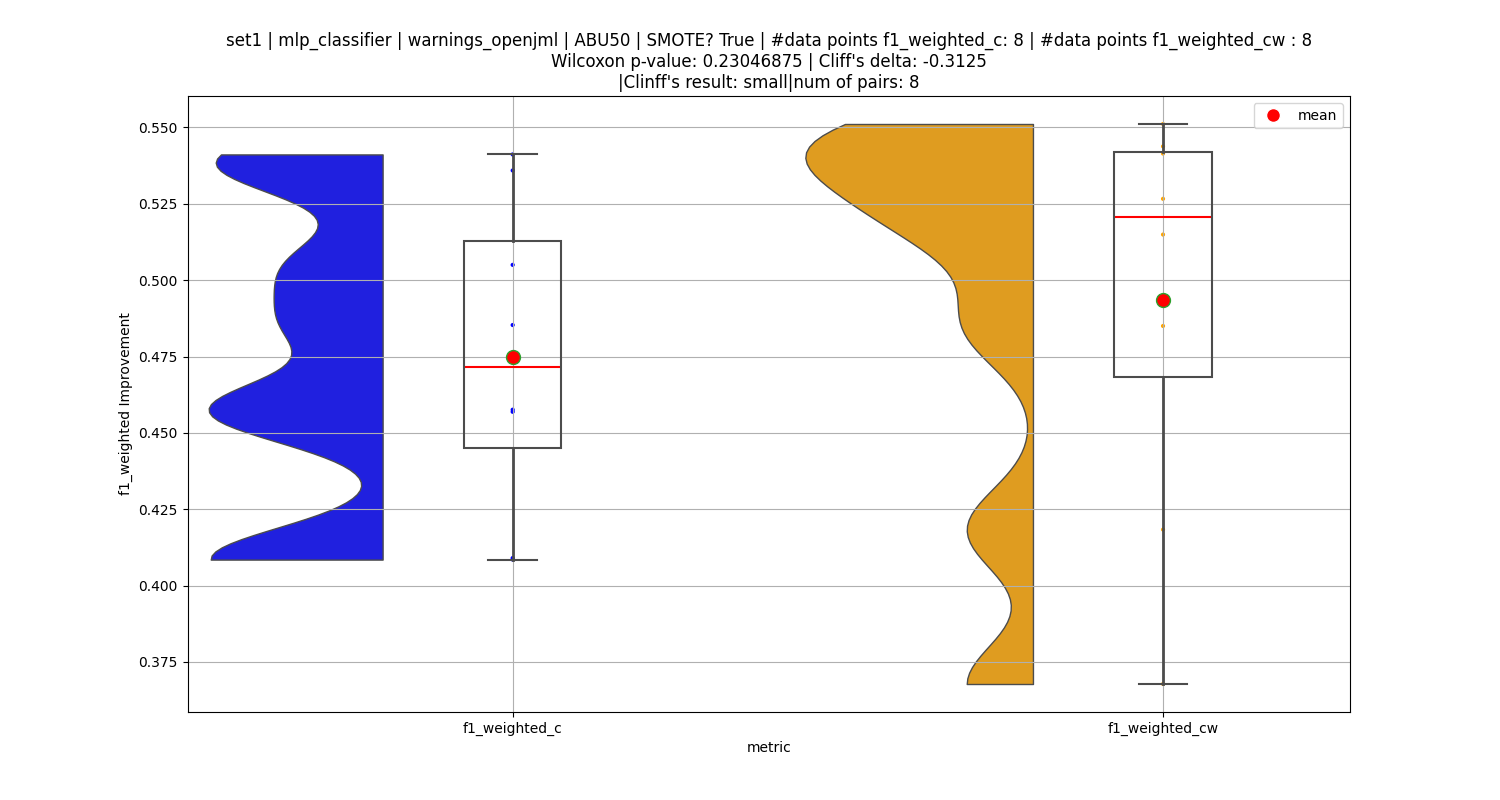 set1 | mlp_classifier | warnings_openjml | ABU50 | SMOTE? True | #data points f1_weighted_c: 8 | #data points f1_weighted_cw : 8
Wilcoxon p-value: 0.23046875 | Cliff's delta: -0.3125
|Clinff's result: small|num of pairs: 8
mean
0.550
0.525
0.500
0.475
0.450
0.425
0.400
0.375
f1_weighted Improvement
f1_weighted_c
f1_weighted_cw
metric